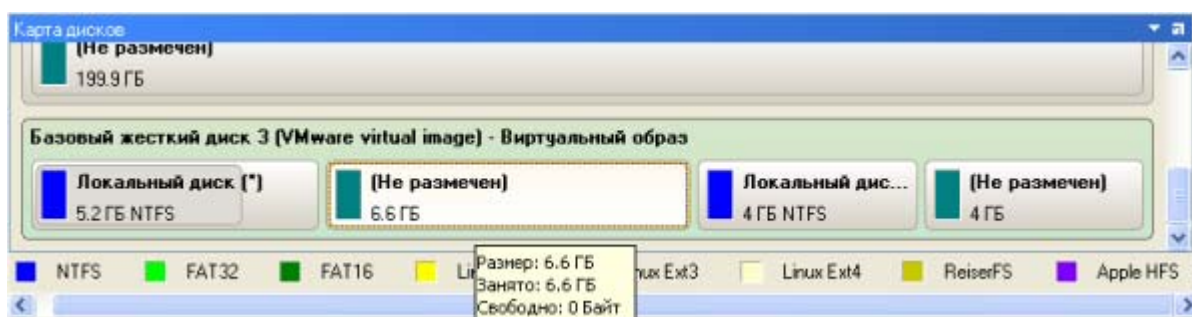 Карта дисков
(Не размечен)
199.9 ГБ
Базовый жесткий диск 3 (VMware virtual image) - Виртуальный образ
Локальный диск (*)
5.2 ГБ NTFS
(Не размечен)
6.6 ГБ
Локальный дис...
4 ГБ NTFS
(Не размечен)
4 ГБ
NTFS FAT32 FAT16 Ext3 Linux Ext4 ReiserFS Apple HFS
Размер: 6.6 ГБ
Занято: 6.6 ГБ
Свободно: 0 Байт